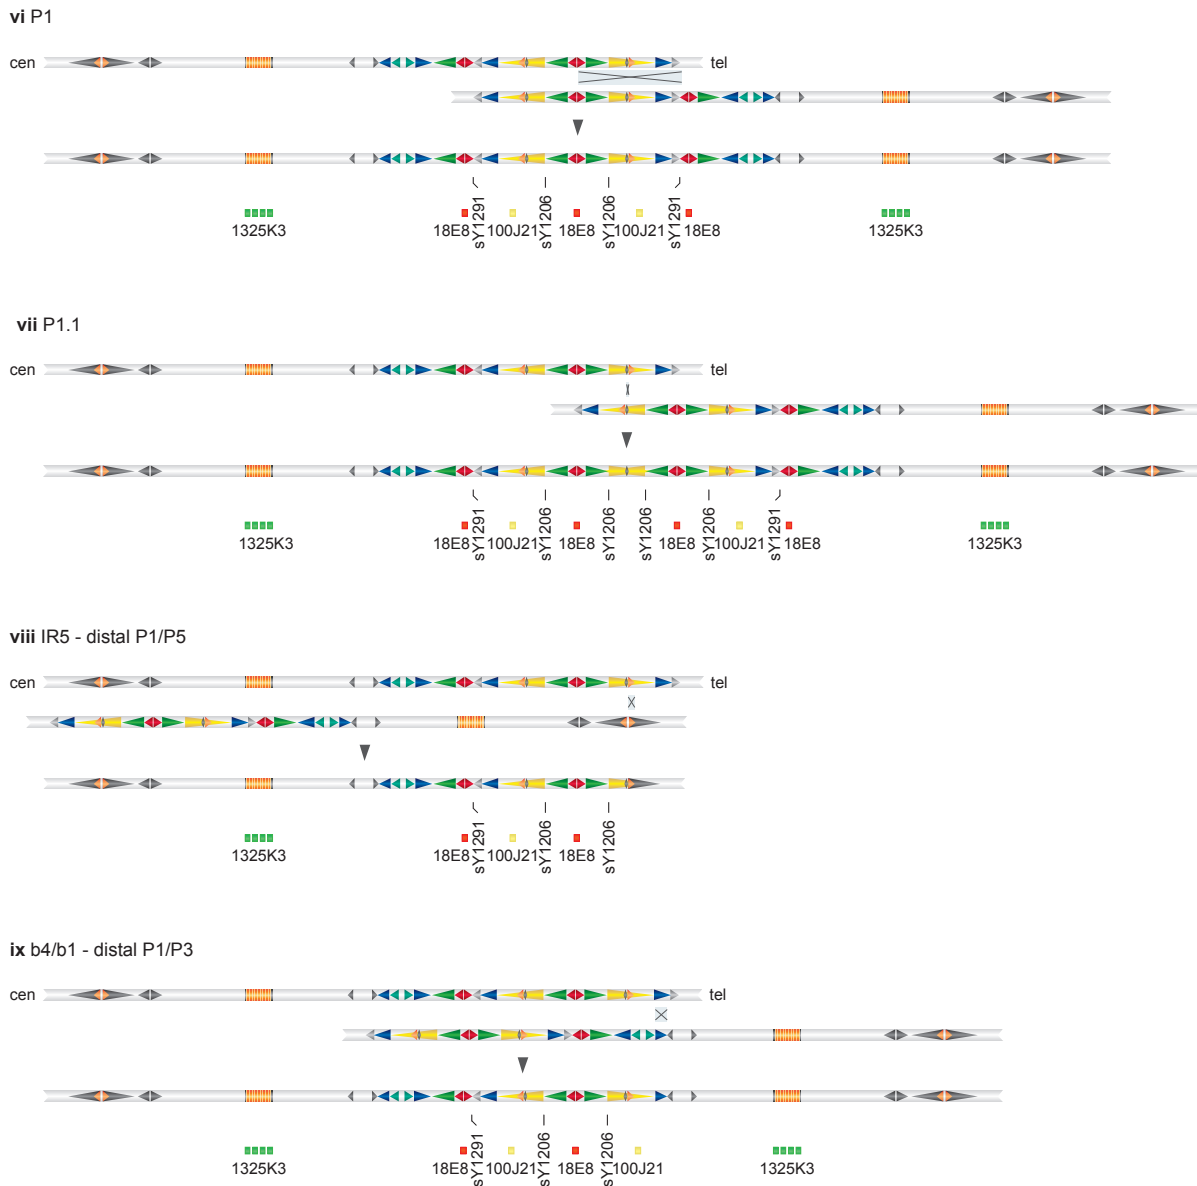 vi P1
cen tel
1325K3 18E8 sY1291 100J21 sY1206 18E8 sY1206 100J21 sY1291 18E8 1325K3
vii P1.1
cen tel
1325K3 18E8 sY1291 100J21 sY1206 18E8 sY1206 sY1206 18E8 sY1206 100J21 sY1291 18E8 1325K3
viii IR5 - distal P1/P5
cen tel
1325K3 18E8 sY1291 100J21 sY1206 18E8 sY1206
ix b4/b1 - distal P1/P3
cen tel
1325K3 18E8 sY1291 100J21 sY1206 18E8 sY1206 100J21 1325K3